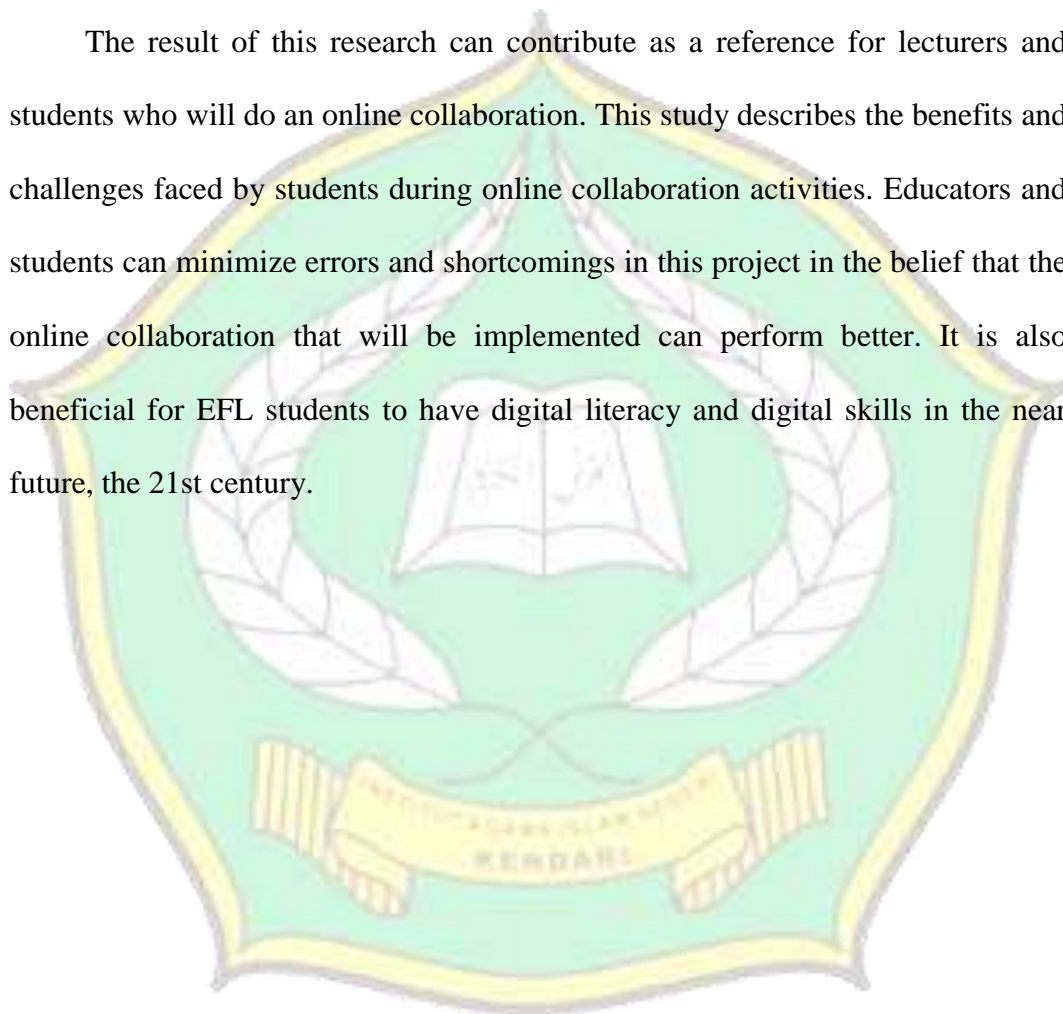 The result of this research can contribute as a reference for lecturers and
students who will do an online collaboration. This study describes the benefits and
challenges faced by students during online collaboration activities. Educators and
students can minimize errors and shortcomings in this project in the belief that the
online collaboration that will be implemented can perform better. It is also
beneficial for EFL students to have digital literacy and digital skills in the near
future, the 21st century.
INSTITUT AGAMA ISLAM NEGERI
KENDARI